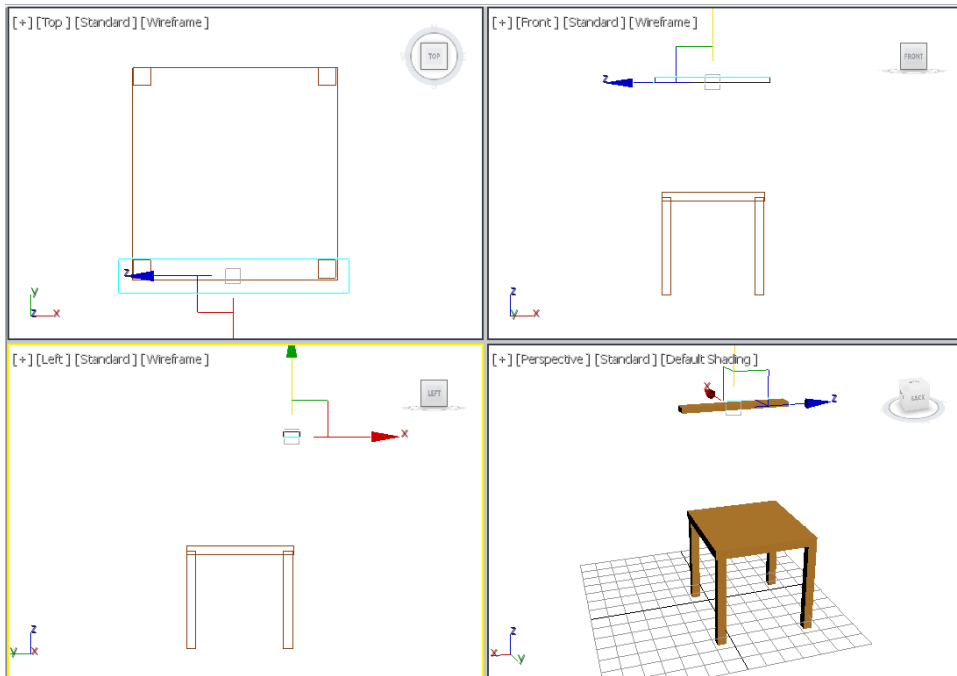 [+] [Top] [Standard] [Wireframe]
TOP
z
y
z x
[+] [Front] [Standard] [Wireframe]
FRONT
z
z
y x
[+] [Left] [Standard] [Wireframe]
LEFT
x
z
y x
[+] [Perspective] [Standard] [Default Shading]
BACK
x
z
z
x y